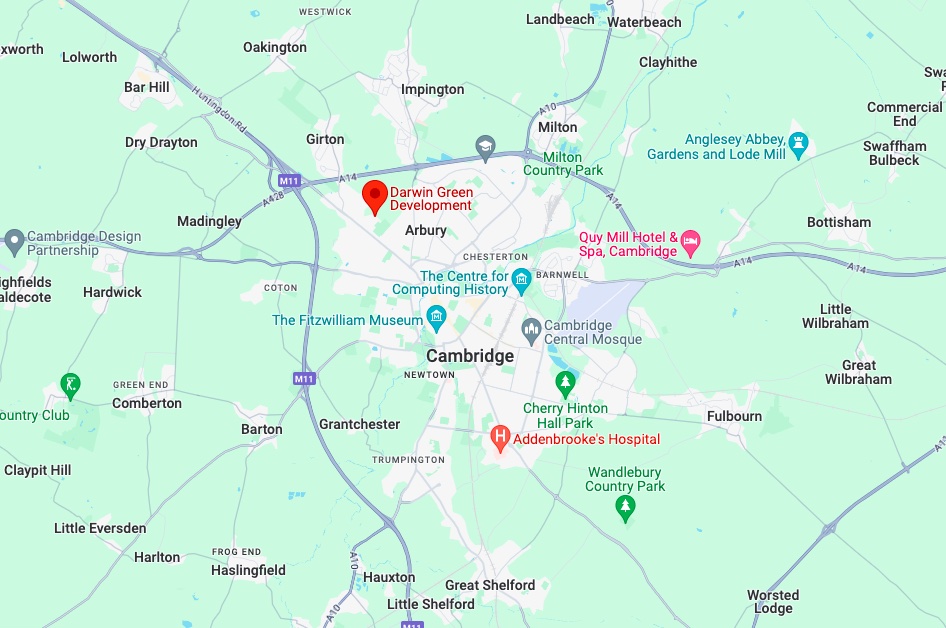 WESTWICK
Landbeach
Waterbeach
Oakington
Lolworth
Clayhithe
Bar Hill
Impington
Huntingdon Rd
A10
Commercial
End
Milton
Dry Drayton
Girton
Anglesey Abbey,
Gardens and Lode Mill
Swaffham
Bulbeck
Milton
Country Park
M11
A14
A428
A14
Darwin Green
Development
Madingley
Arbury
Bottisham
Cambridge Design
Partnership
Quy Mill Hotel &
Spa, Cambridge
CHESTERTON
A14
A14
The Centre for
Computing History
BARNWELL
Hardwick
COTON
Little
Wilbraham
The Fitzwilliam Museum
Cambridge
Central Mosque
Cambridge
NEWTOWN
M11
Great
Wilbraham
GREEN END
Comberton
Country Club
Cherry Hinton
Hall Park
Fulbourn
Barton
Grantchester
H
Addenbrooke's Hospital
TRUMPINGTON
Claypit Hill
Wandlebury
Country Park
Little Eversden
Harlton
FROG END
Haslingfield
A10
Hauxton
Great Shelford
Little Shelford
A10
M11
Worsted
Lodge